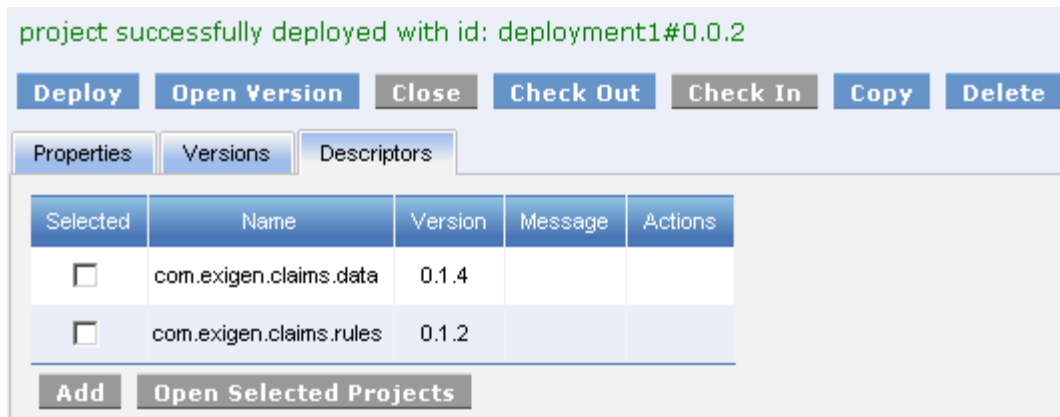 project successfully deployed with id: deployment1#0.0.2
Deploy Open Version Close Check Out Check In Copy Delete
Properties Versions Descriptors
Selected Name Version Message Actions
com.exigen.claims.data 0.1.4
com.exigen.claims.rules 0.1.2
Add Open Selected Projects